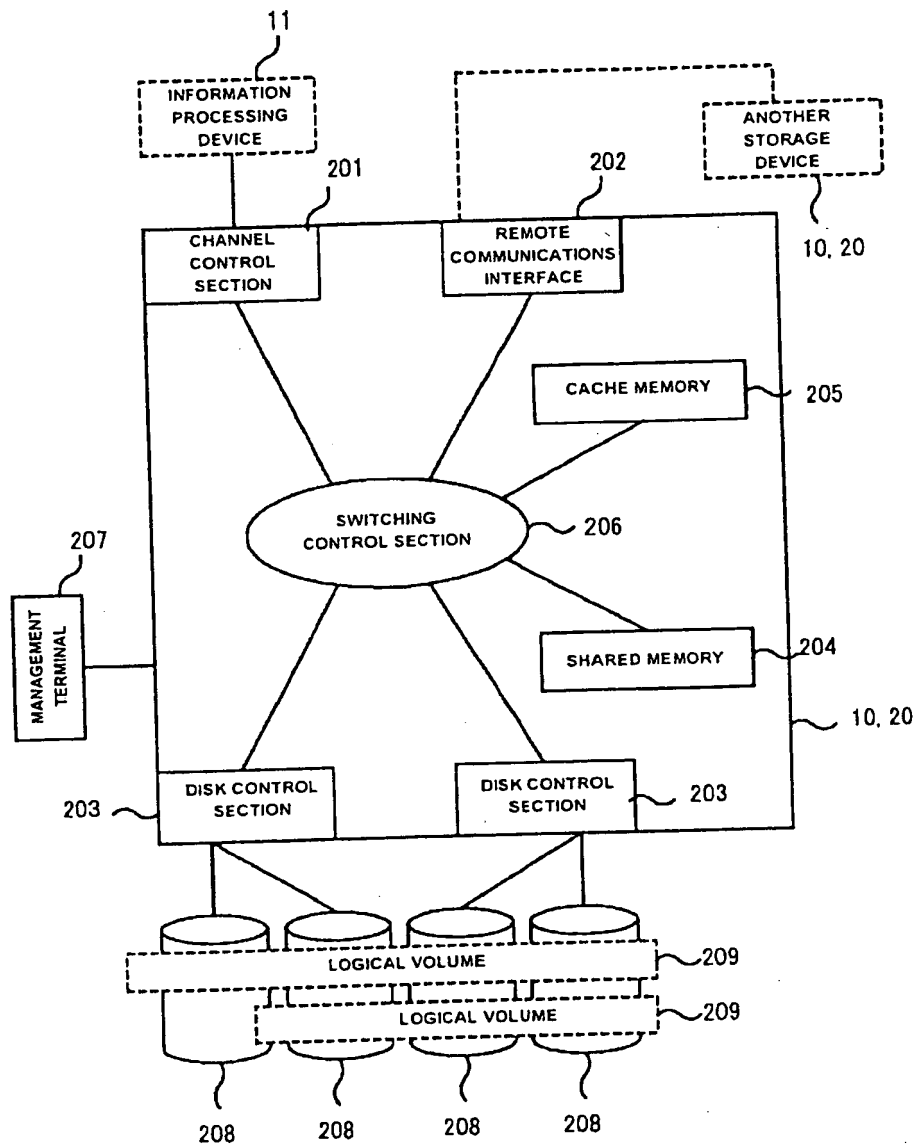 11
INFORMATION
PROCESSING
DEVICE
ANOTHER
STORAGE
DEVICE
10, 20
201
202
CHANNEL
CONTROL
SECTION
REMOTE
COMMUNICATIONS
INTERFACE
CACHE MEMORY
205
SWITCHING
CONTROL SECTION
206
207
MANAGEMENT
TERMINAL
SHARED MEMORY
204
10, 20
203
DISK CONTROL
SECTION
DISK CONTROL
SECTION
203
LOGICAL VOLUME
209
LOGICAL VOLUME
209
208
208
208
208